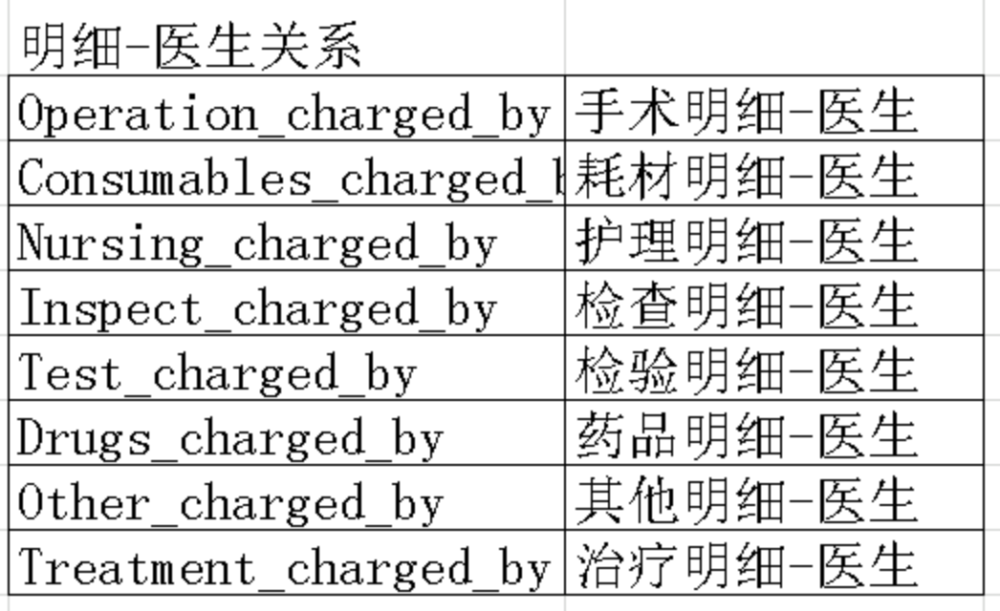 明细-医生关系
Operation_charged_by 手术明细-医生
Consumables_charged_ 耗材明细-医生
Nursing_charged_by 护理明细-医生
Inspect_charged_by 检查明细-医生
Test_charged_by 检验明细-医生
Drugs_charged_by 药品明细-医生
Other_charged_by 其他明细-医生
Treatment_charged_by 治疗明细-医生